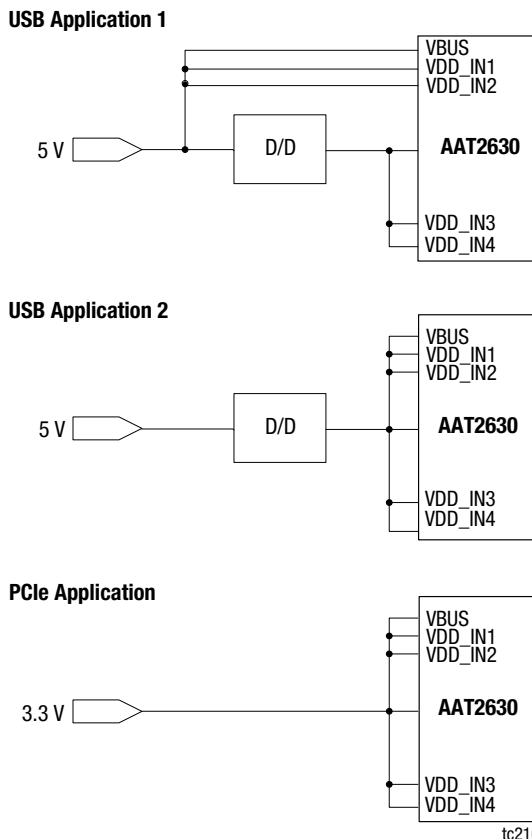 USB Application 1
VBUS
VDD_IN1
VDD_IN2
5 V
D/D
AAT2630
VDD_IN3
VDD_IN4
USB Application 2
VBUS
VDD_IN1
VDD_IN2
5 V
D/D
AAT2630
VDD_IN3
VDD_IN4
PCIe Application
VBUS
VDD_IN1
VDD_IN2
3.3 V
AAT2630
VDD_IN3
VDD_IN4